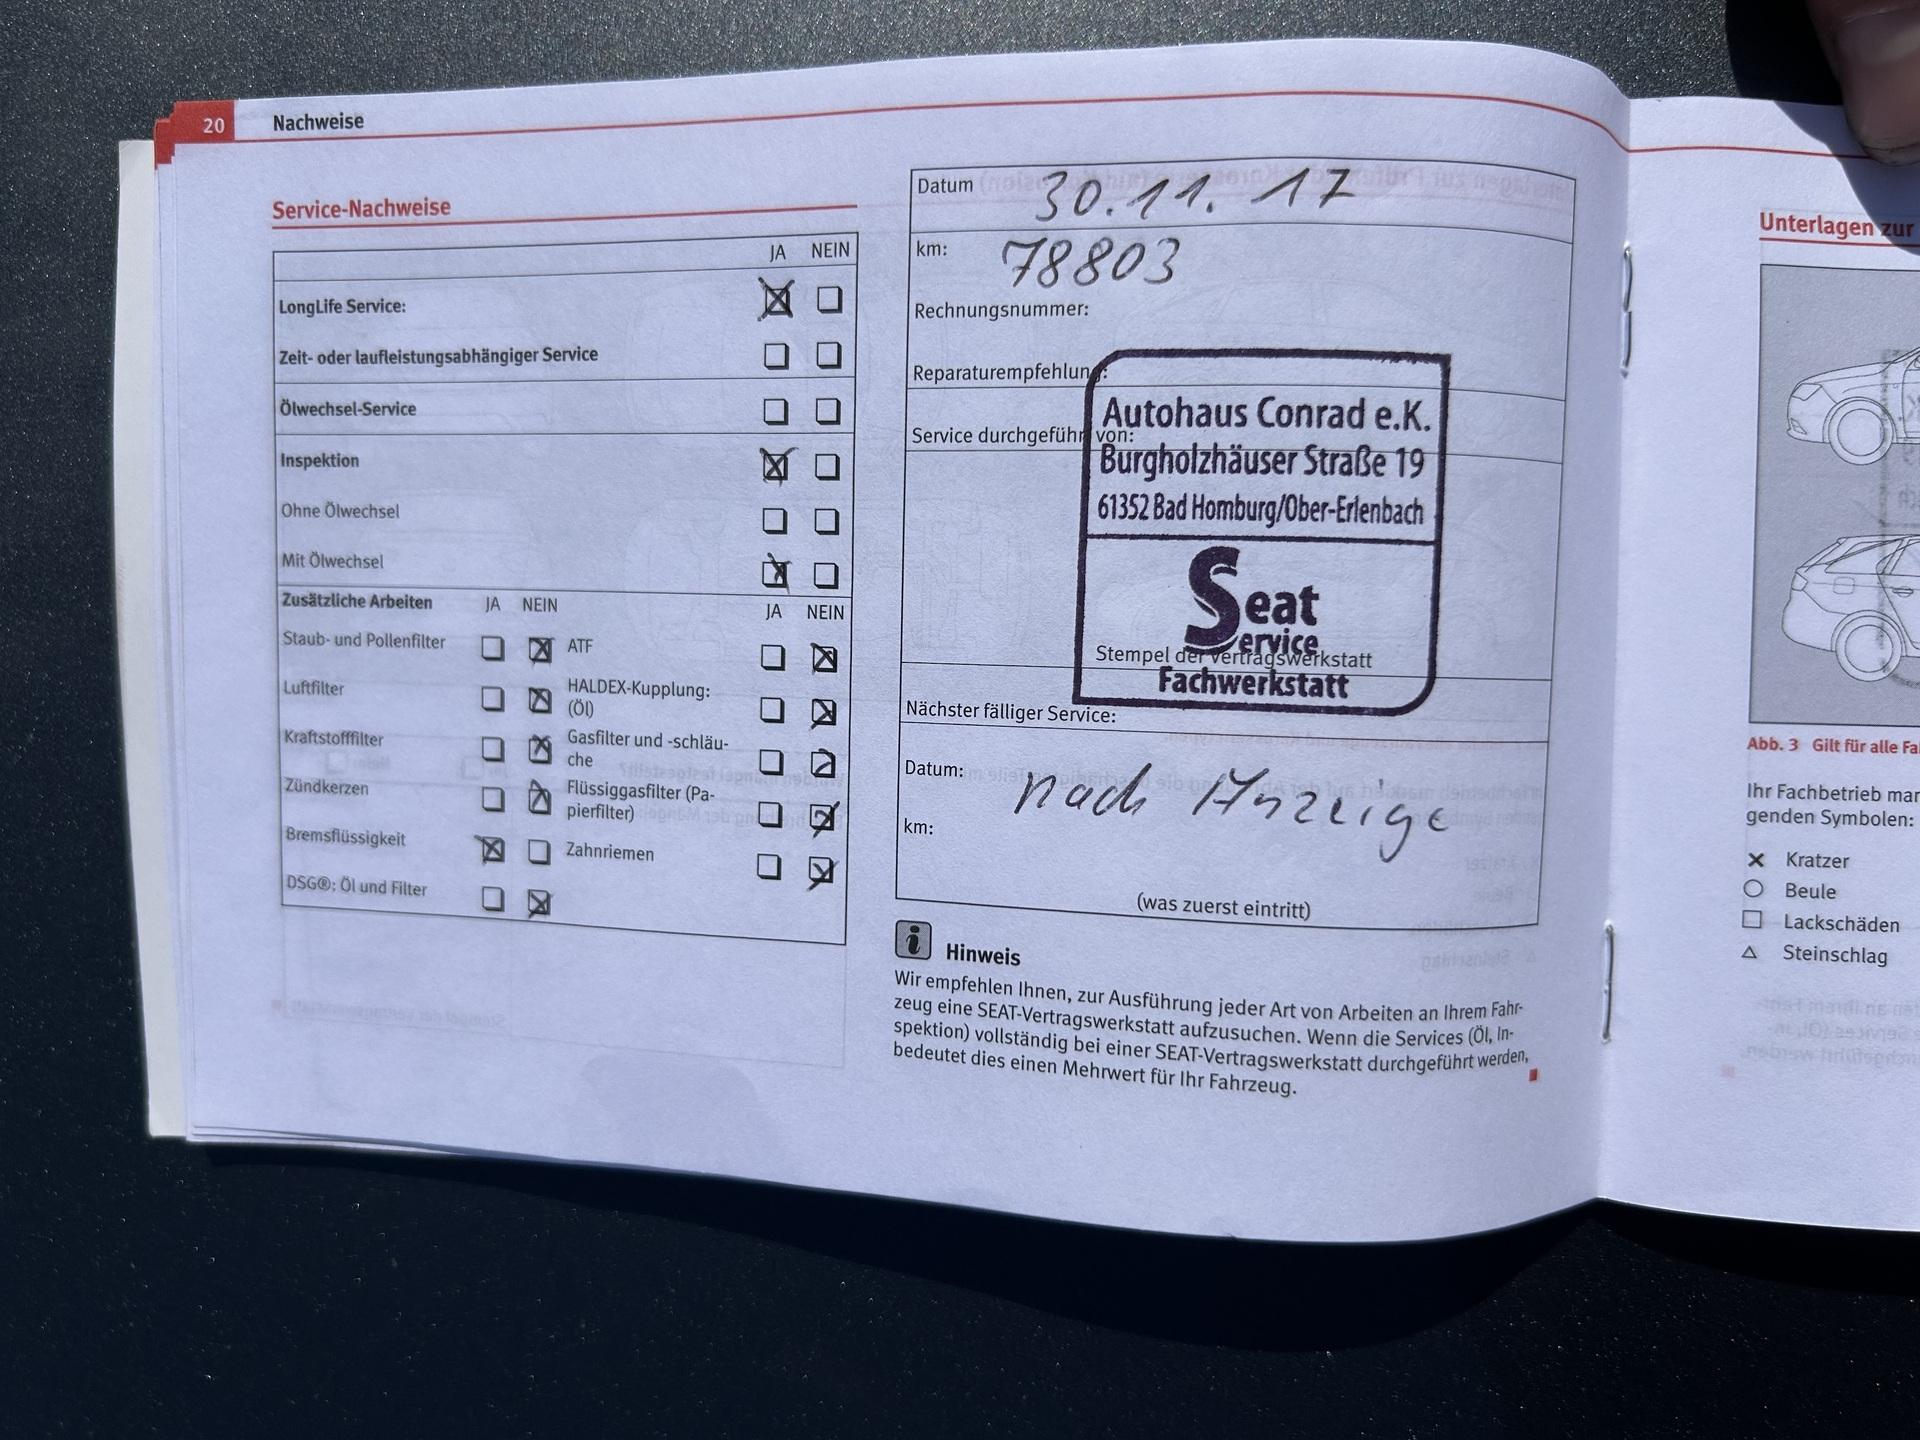 20 Nachweise
Service-Nachweise
JA NEIN
LongLife Service:
Zeit- oder laufleistungsabhängiger Service
Ölwechsel-Service
Inspektion
Ohne Ölwechsel
Mit Ölwechsel
Zusätzliche Arbeiten JA NEIN JA NEIN
Staub- und Pollenfilter ATF
Luftfilter HALDEX-Kupplung:
(Öl)
Kraftstofffilter Gasfilter und -schläu-
che
Zündkerzen Flüssiggasfilter (Pa-
pierfilter)
Bremsflüssigkeit Zahnriemen
DSG®: Öl und Filter
Datum 30.11.17
km: 78803
Rechnungsnummer:
Reparaturempfehlung:
Service durchgeführt von:
Autohaus Conrad e.K.
Burgholzhäuser Straße 19
61352 Bad Homburg/Ober-Erlenbach
Seat
Service
Fachwerkstatt
Stempel der Vertragswerkstatt
Nächster fälliger Service:
Datum: nach Anzeige
km:
(was zuerst eintritt)
i Hinweis
Wir empfehlen Ihnen, zur Ausführung jeder Art von Arbeiten an Ihrem Fahr-
zeug eine SEAT-Vertragswerkstatt aufzusuchen. Wenn die Services (Öl, In-
spektion) vollständig bei einer SEAT-Vertragswerkstatt durchgeführt werden,
bedeutet dies einen Mehrwert für Ihr Fahrzeug.
Unterlagen zur
Abb. 3 Gilt für alle
Ihr Fachbetrieb
genden Symbolen:
Kratzer
Beule
Lackschäden
Steinschlag